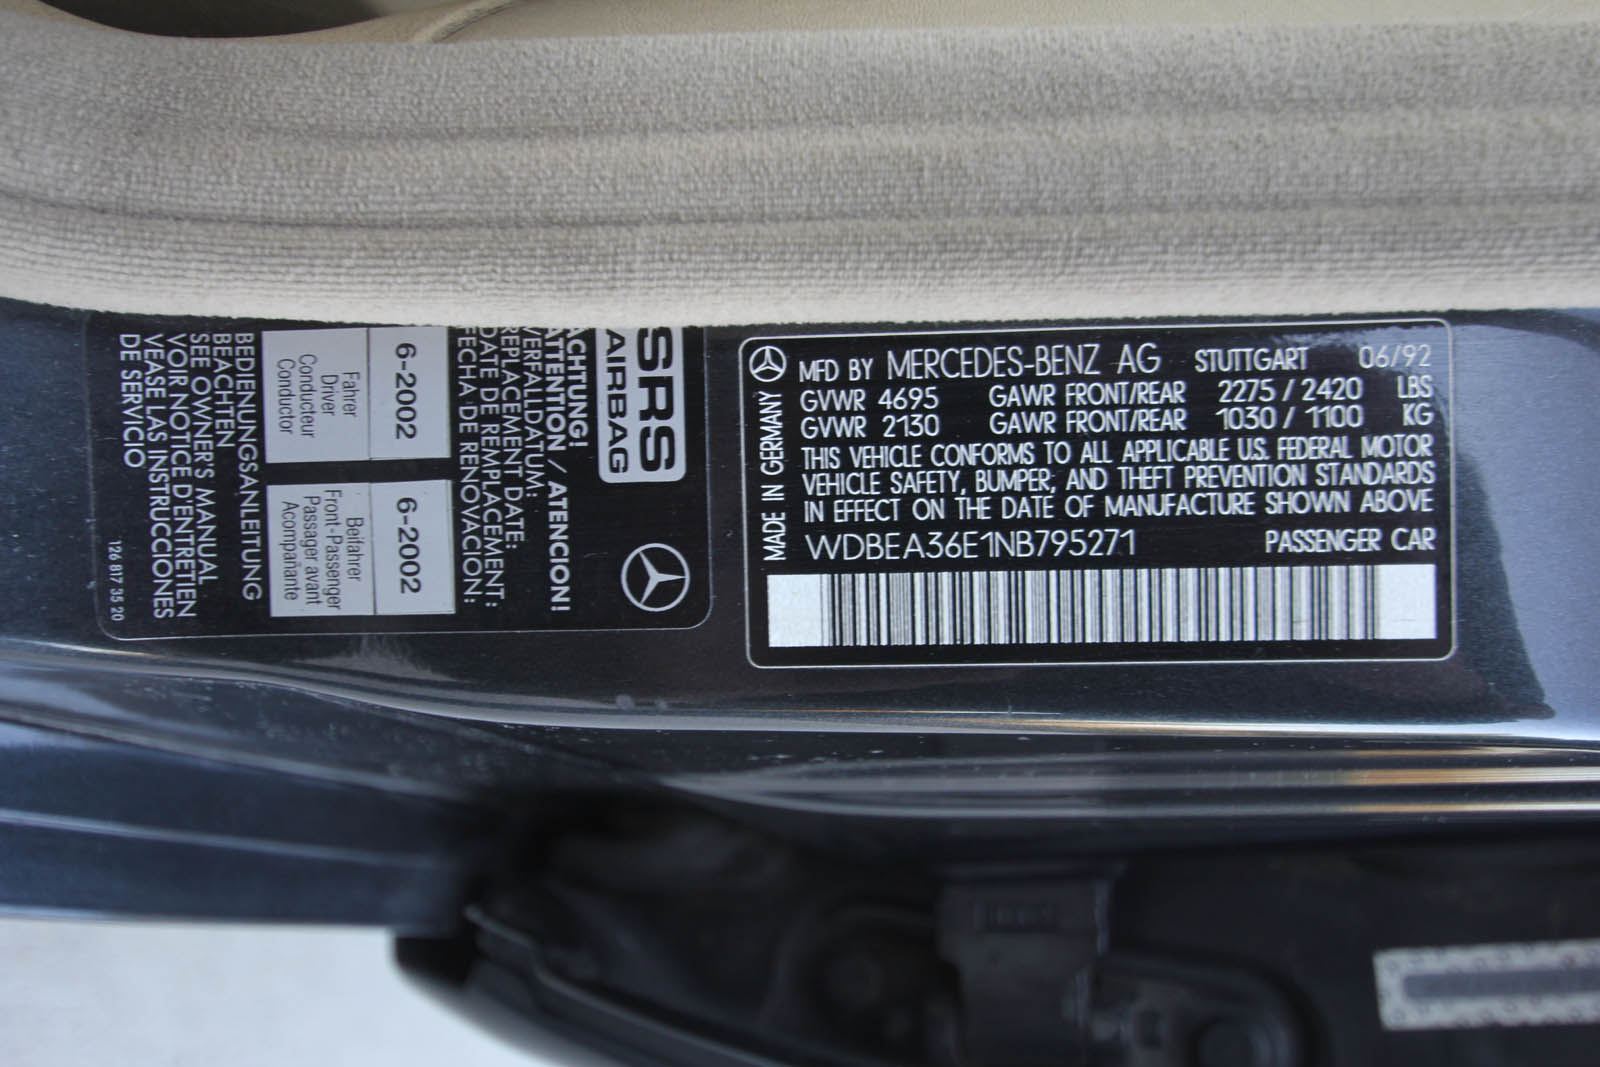 MFD BY MERCEDES-BENZ AG STUTTGART 06/92
GVWR 4695 GAWR FRONT/REAR 2275 / 2420 LBS
GVWR 2130 GAWR FRONT/REAR 1030 / 1100 KG
THIS VEHICLE CONFORMS TO ALL APPLICABLE U.S. FEDERAL MOTOR
VEHICLE SAFETY, BUMPER, AND THEFT PREVENTION STANDARDS
IN EFFECT ON THE DATE OF MANUFACTURE SHOWN ABOVE
WDBEA36E1NB795271 PASSENGER CAR
MADE IN GERMANY
SRS
AIRBAG
ACHTUNG!
ATTENTION / ATENCION!
VERFALLDATUM:
REPLACEMENT DATE:
DATE DE REMPLACEMENT:
FECHA DE RENOVACION:
6-2002
6-2002
Fahrer
Driver
Conducteur
Conductor
Beifahrer
Front-Passenger
Passager avant
Acompañante
BEDIENUNGSANLEITUNG
BEACHTEN
SEE OWNER'S MANUAL
VOIR NOTICE D'ENTRETIEN
VEASE LAS INSTRUCCIONES
DE SERVICIO
126 817 35 20